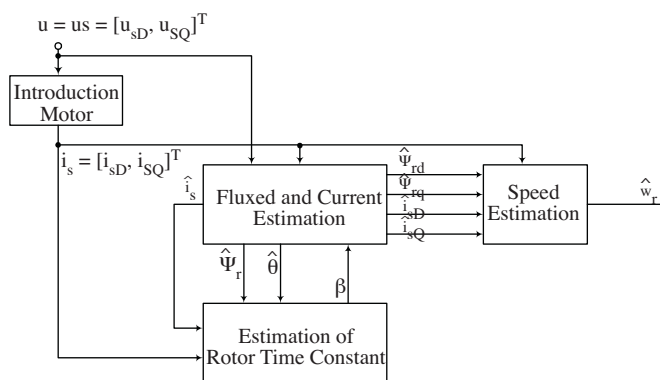 u = us = [u_sD, u_SQ]^T
Introduction
Motor
i_s = [i_sD, i_SQ]^T
î_s
Fluxed and Current
Estimation
Ψ̂_rd
Ψ̂_rq
î_sD
î_sQ
Speed
Estimation
ŵ_r
Ψ̂_r
θ̂
β
Estimation of
Rotor Time Constant